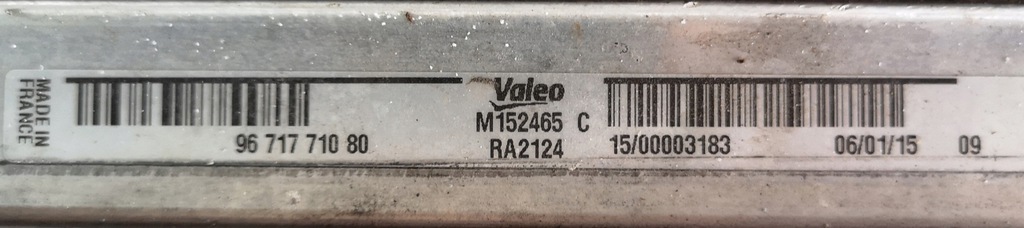 MADE IN
FRANCE
96 717 710 80
Valeo
M152465 C
RA2124
15/00003183
06/01/15
09